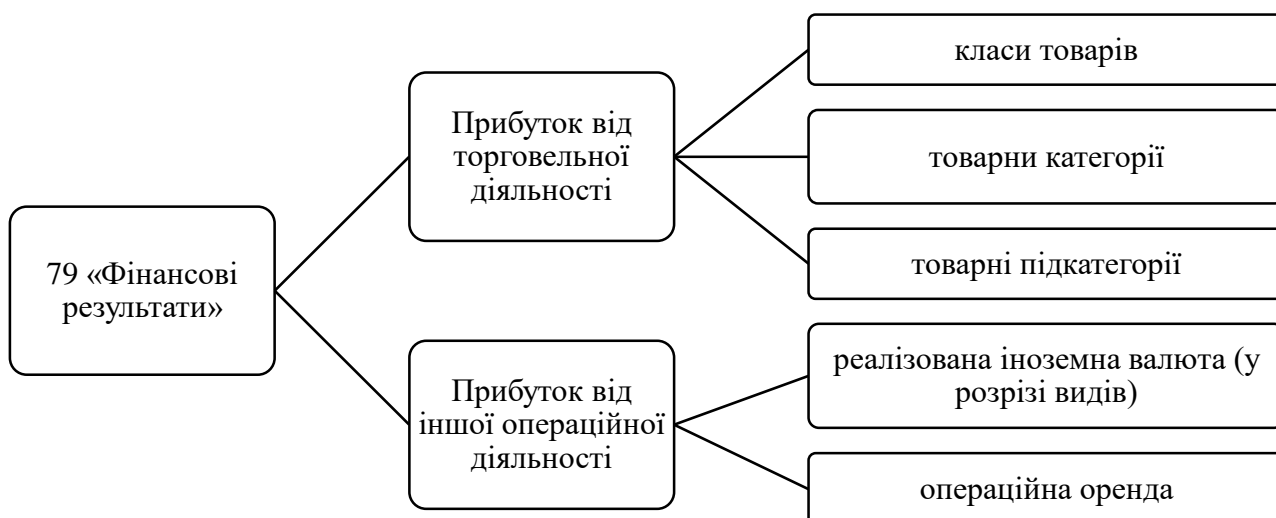 79 «Фінансові
результати»
Прибуток від
торговельної
діяльності
класи товарів
товарни категорії
товарні підкатегорії
Прибуток від
іншої операційної
діяльності
реалізована іноземна валюта (у
розрізі видів)
операційна оренда